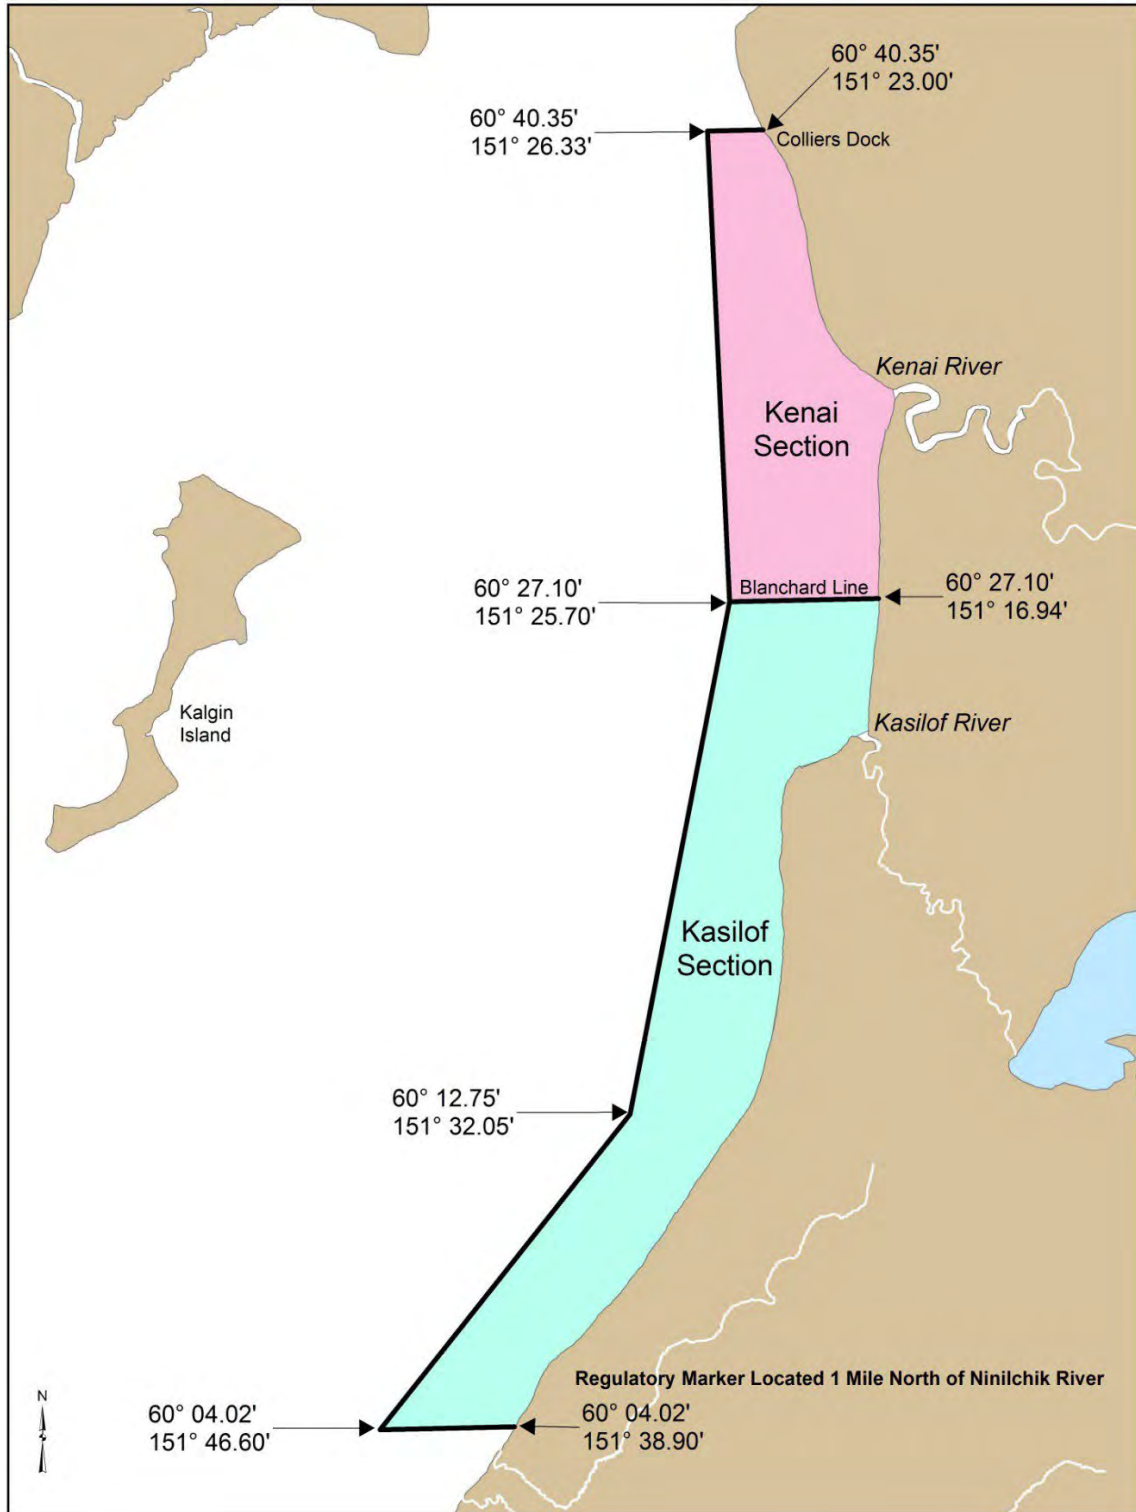 60° 40.35'
151° 23.00'
60° 40.35'
151° 26.33'
Colliers Dock
Kenai River
Kenai
Section
60° 27.10'
151° 25.70'
Blanchard Line
60° 27.10'
151° 16.94'
Kalgin
Island
Kasilof River
Kasilof
Section
60° 12.75'
151° 32.05'
Regulatory Marker Located 1 Mile North of Ninilchik River
N
60° 04.02'
151° 46.60'
60° 04.02'
151° 38.90'